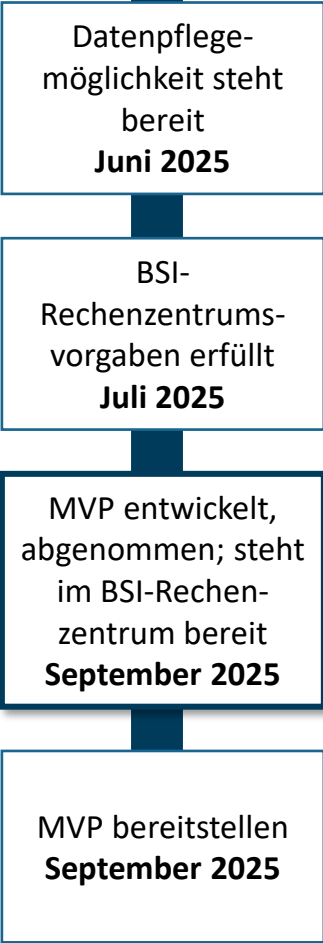 Datenpflege-
möglichkeit steht
bereit
Juni 2025
BSI-
Rechenzentrums-
vorgaben erfüllt
Juli 2025
MVP entwickelt,
abgenommen; steht
im BSI-Rechen-
zentrum bereit
September 2025
MVP bereitstellen
September 2025